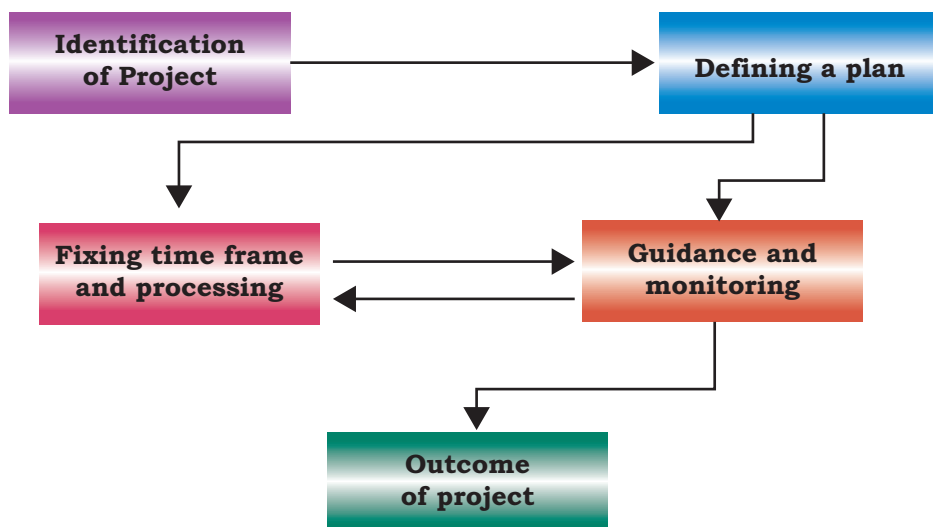 Identification
of Project
Defining a plan
Fixing time frame
and processing
Guidance and
monitoring
Outcome
of project